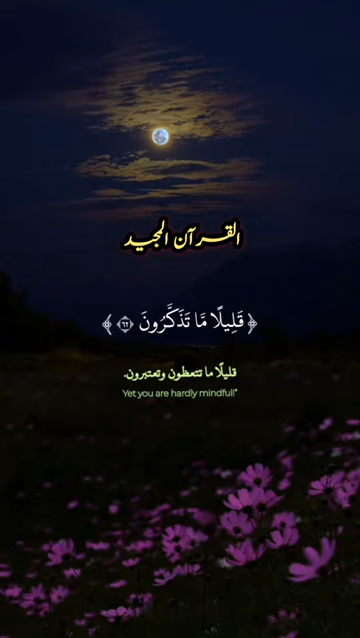 القرآن المجيد
﴿قَلِيلًا مَّا تَذَكَّرُونَ ٦٢﴾
قليلًا ما تتعظون وتعتبرون.
Yet you are hardly mindful!”